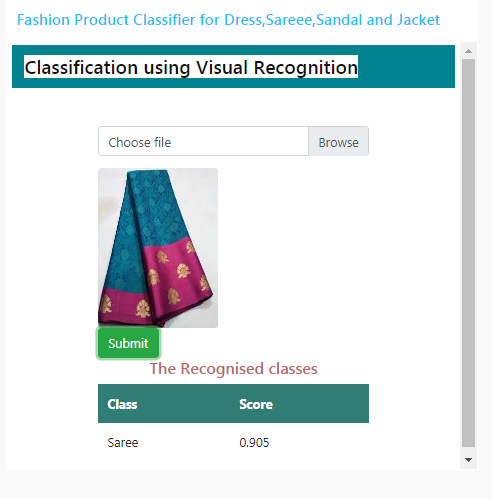 Fashion Product Classifier for Dress,Sareee,Sandal and Jacket
Classification using Visual Recognition
Choose file Browse
Submit
The Recognised classes
Class Score
Saree 0.905